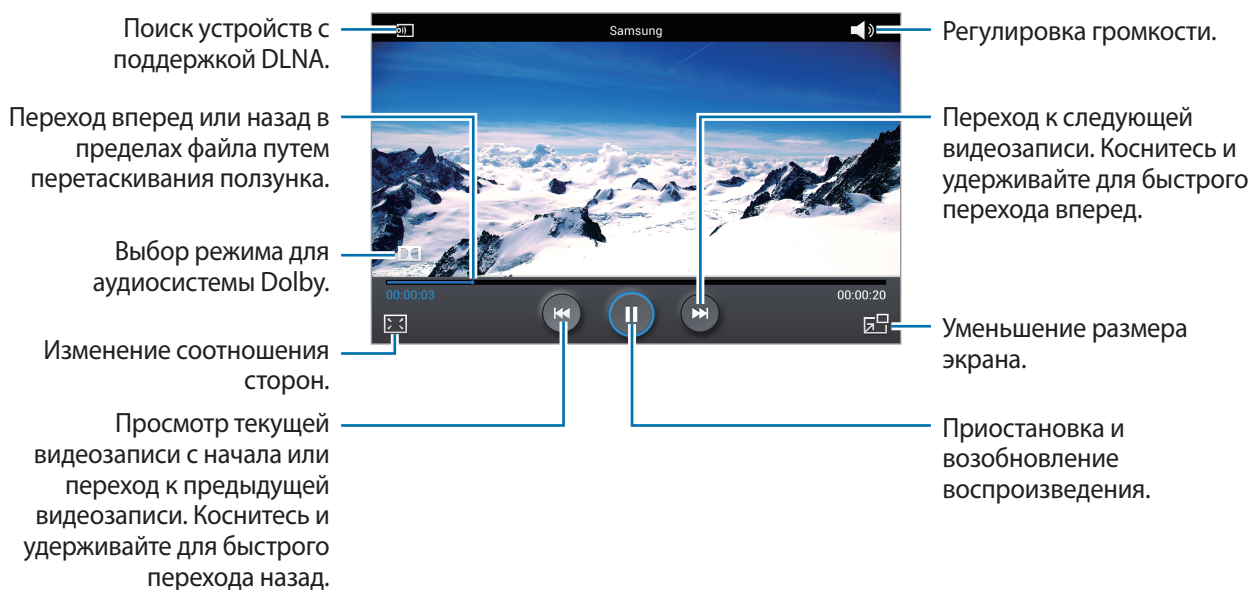 Поиск устройств с
поддержкой DLNA.
Переход вперед или назад в
пределах файла путем
перетаскивания ползунка.
Выбор режима для
аудиосистемы Dolby.
Изменение соотношения
сторон.
Просмотр текущей
видеозаписи с начала или
переход к предыдущей
видеозаписи. Коснитесь и
удерживайте для быстрого
перехода назад.
Samsung
00:00:03
00:00:20
Регулировка громкости.
Переход к следующей
видеозаписи. Коснитесь и
удерживайте для быстрого
перехода вперед.
Уменьшение размера
экрана.
Приостановка и
возобновление
воспроизведения.